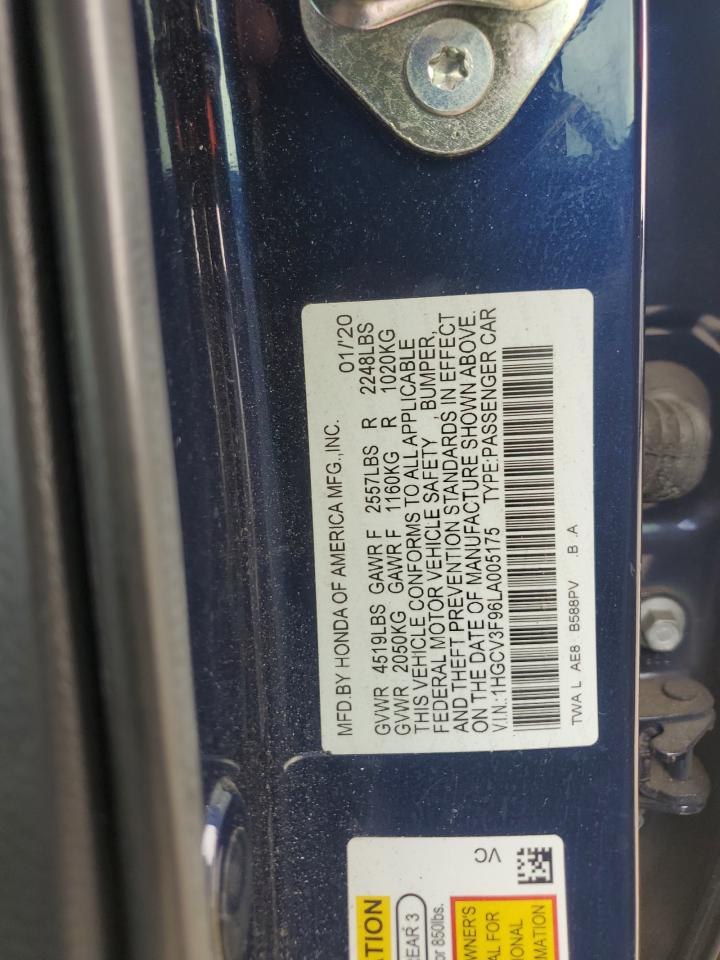 MFD.BY HONDA OF AMERICA MFG.,INC. 01/'20
GVWR 4519LBS GAWR F 2557LBS R 2248LBS
GVWR 2050KG GAWR F 1160KG R 1020KG
THIS VEHICLE CONFORMS TO ALL APPLICABLE
FEDERAL MOTOR VEHICLE SAFETY, BUMPER,
AND THEFT PREVENTION STANDARDS IN EFFECT
ON THE DATE OF MANUFACTURE SHOWN ABOVE.
V.I.N.:1HGCV3F96LA005175 TYPE:PASSENGER CAR
TWA L AE8 B588PV .B .A
VC
TION
REAR 3
or 850lbs.
WNER'S
AL FOR
IONAL
MATION